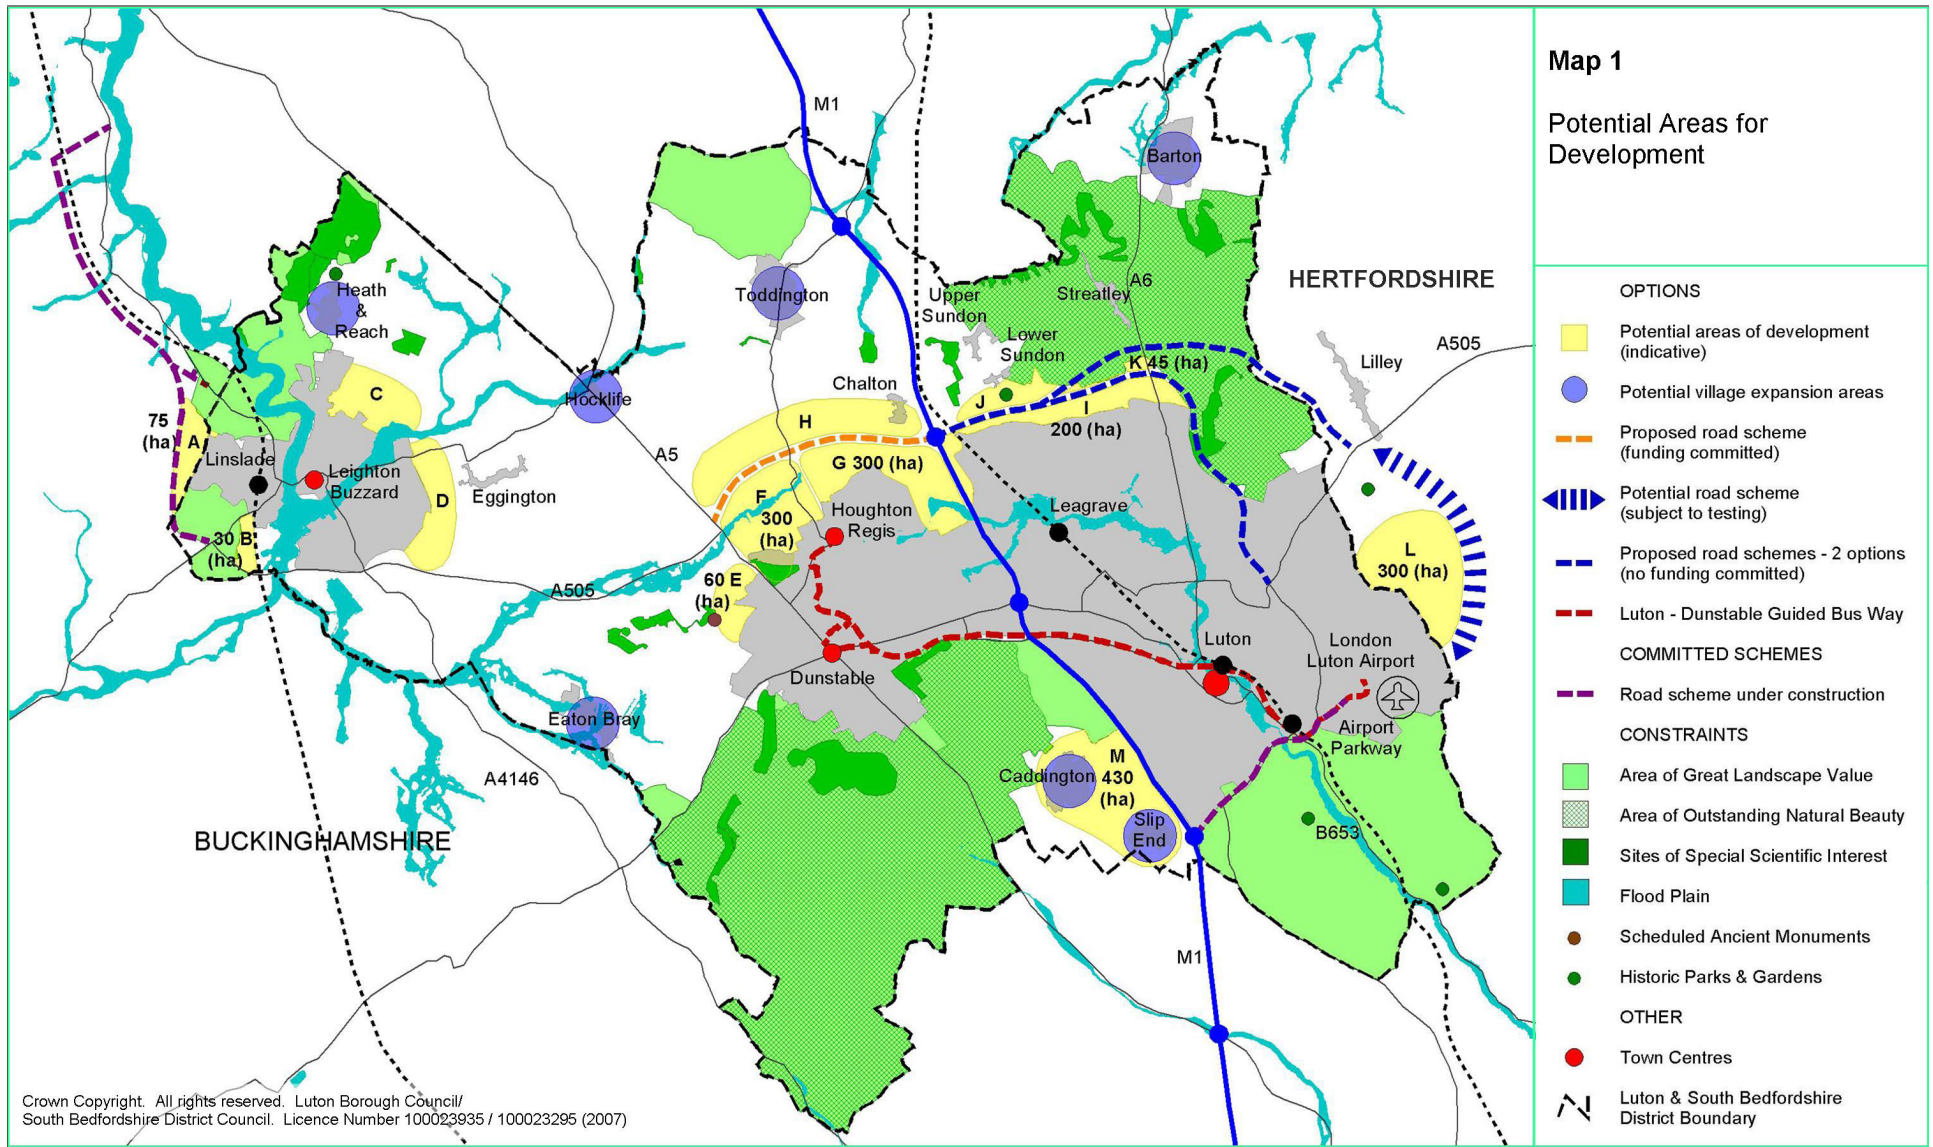 Map 1
Potential Areas for
Development
OPTIONS
Potential areas of development
(indicative)
Potential village expansion areas
Proposed road scheme
(funding committed)
Potential road scheme
(subject to testing)
Proposed road schemes - 2 options
(no funding committed)
Luton - Dunstable Guided Bus Way
COMMITTED SCHEMES
Road scheme under construction
CONSTRAINTS
Area of Great Landscape Value
Area of Outstanding Natural Beauty
Sites of Special Scientific Interest
Flood Plain
Scheduled Ancient Monuments
Historic Parks & Gardens
OTHER
Town Centres
Luton & South Bedfordshire
District Boundary
M1
Barton
HERTFORDSHIRE
Heath
&
Reach
Toddington
Upper
Sundon
Streatley
A6
Lower
Sundon
A505
Lilley
K 45 (ha)
Chalton
Hocklife
C
J
I
200 (ha)
75
(ha)
A
H
Linslade
A5
G 300 (ha)
Leighton
Buzzard
Eggington
D
F
300
(ha)
Houghton
Regis
Leagrave
30 B
(ha)
L
300 (ha)
A505
60 E
(ha)
Luton
London
Luton Airport
Dunstable
Eaton Bray
Airport
Parkway
A4146
Caddington
M
430
(ha)
Slip
End
B653
BUCKINGHAMSHIRE
M1
Crown Copyright. All rights reserved. Luton Borough Council/
South Bedfordshire District Council. Licence Number 100023935 / 100023295 (2007)